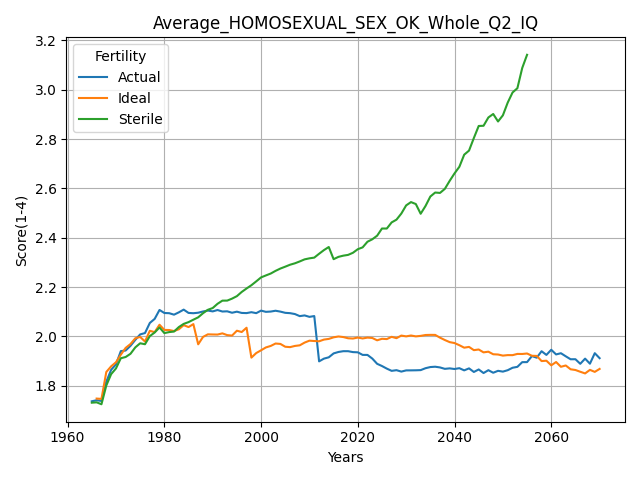 Average_HOMOSEXUAL_SEX_OK_Whole_Q2_IQ
Fertility
Actual
Ideal
Sterile
Score(1-4)
3.2
3.0
2.8
2.6
2.4
2.2
2.0
1.8
1960
1980
2000
2020
2040
2060
Years